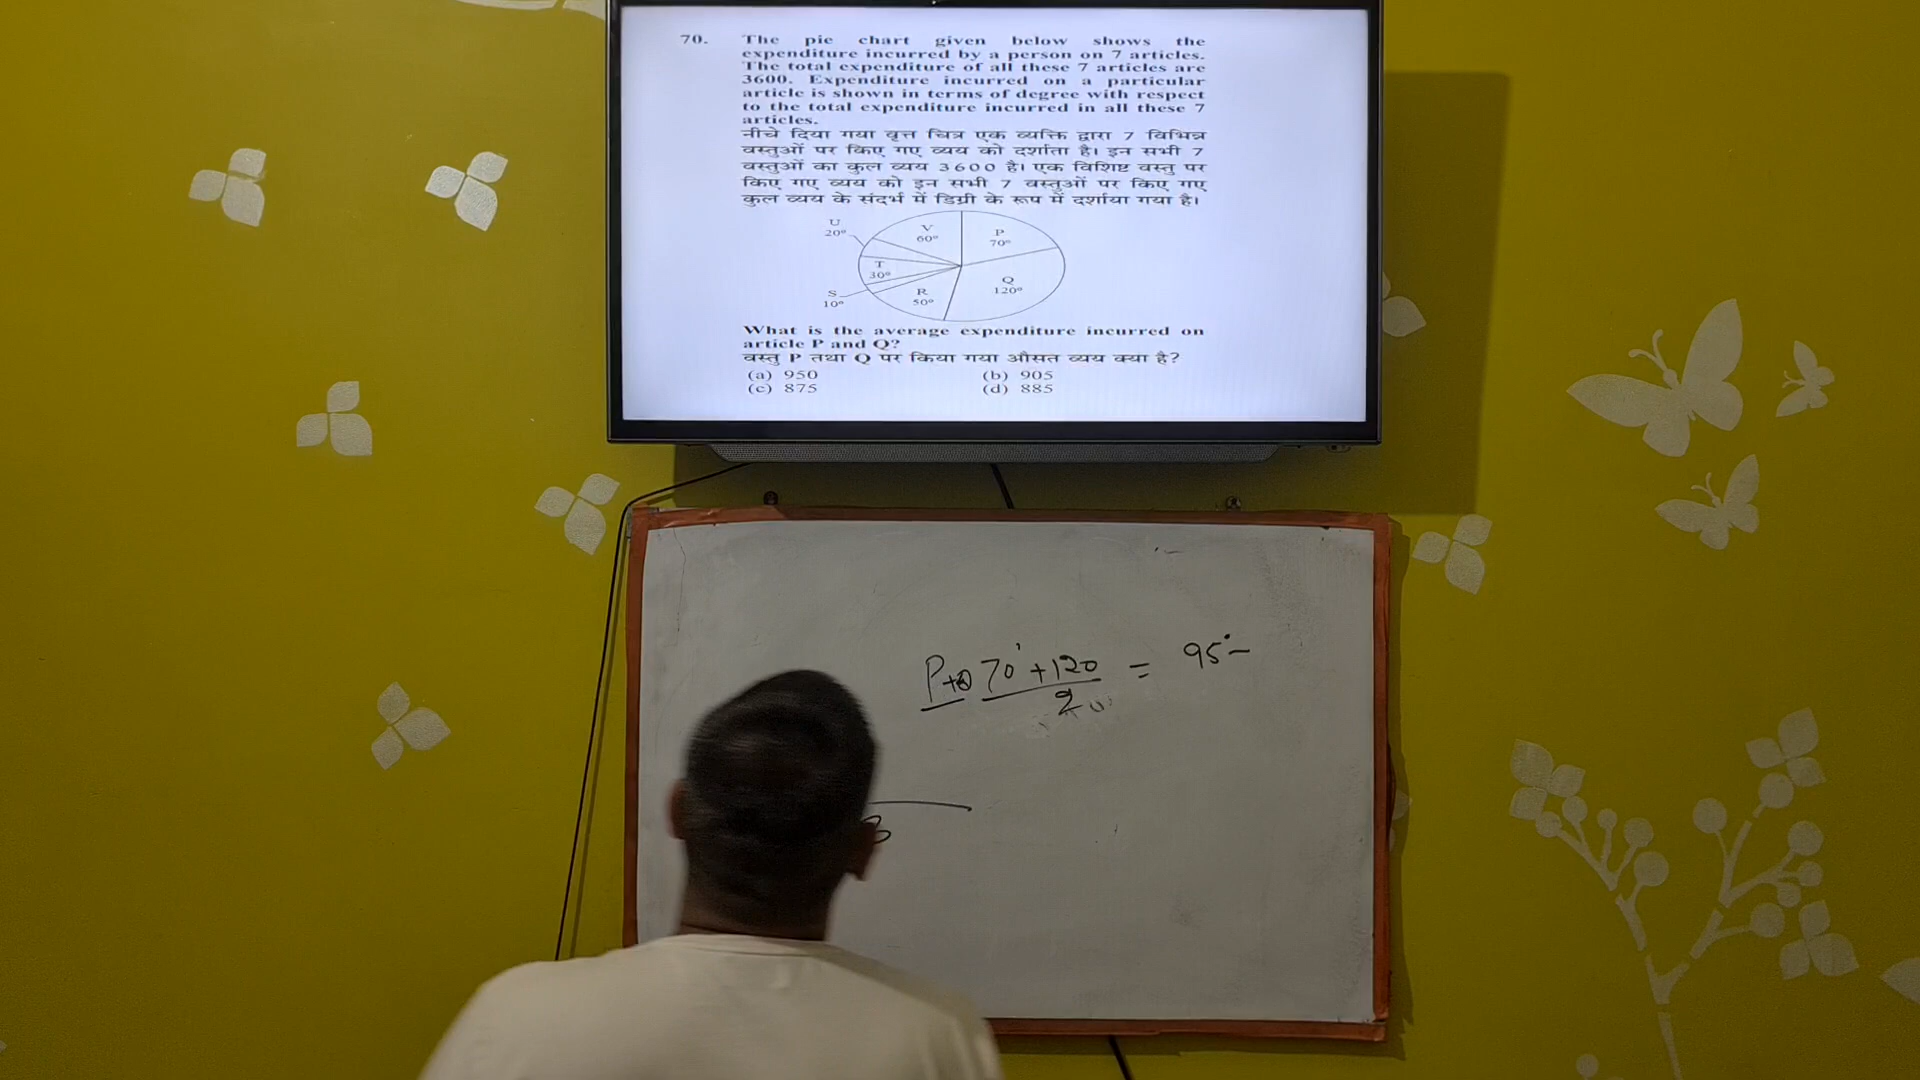 70. The pie chart given below shows the
expenditure incurred by a person on 7 articles.
The total expenditure of all these 7 articles are
3600. Expenditure incurred on a particular
article is shown in terms of degree with respect
to the total expenditure incurred in all these 7
articles.
नीचे दिया गया वृत्त चित्र एक व्यक्ति द्वारा 7 विभिन्न
वस्तुओं पर किए गए व्यय को दर्शाता है। इन सभी 7
वस्तुओं का कुल व्यय 3600 है। एक विशिष्ट वस्तु पर
किए गए व्यय को इन सभी 7 वस्तुओं पर किए गए
कुल व्यय के संदर्भ में डिग्री के रूप में दर्शाया गया है।
U
20°
V
60°
P
70°
T
30°
Q
120°
S
10°
R
50°
What is the average expenditure incurred on
article P and Q?
वस्तु P तथा Q पर किया गया औसत व्यय क्या है?
(a) 950 (b) 905
(c) 875 (d) 885
70° + 120 = 95°
2